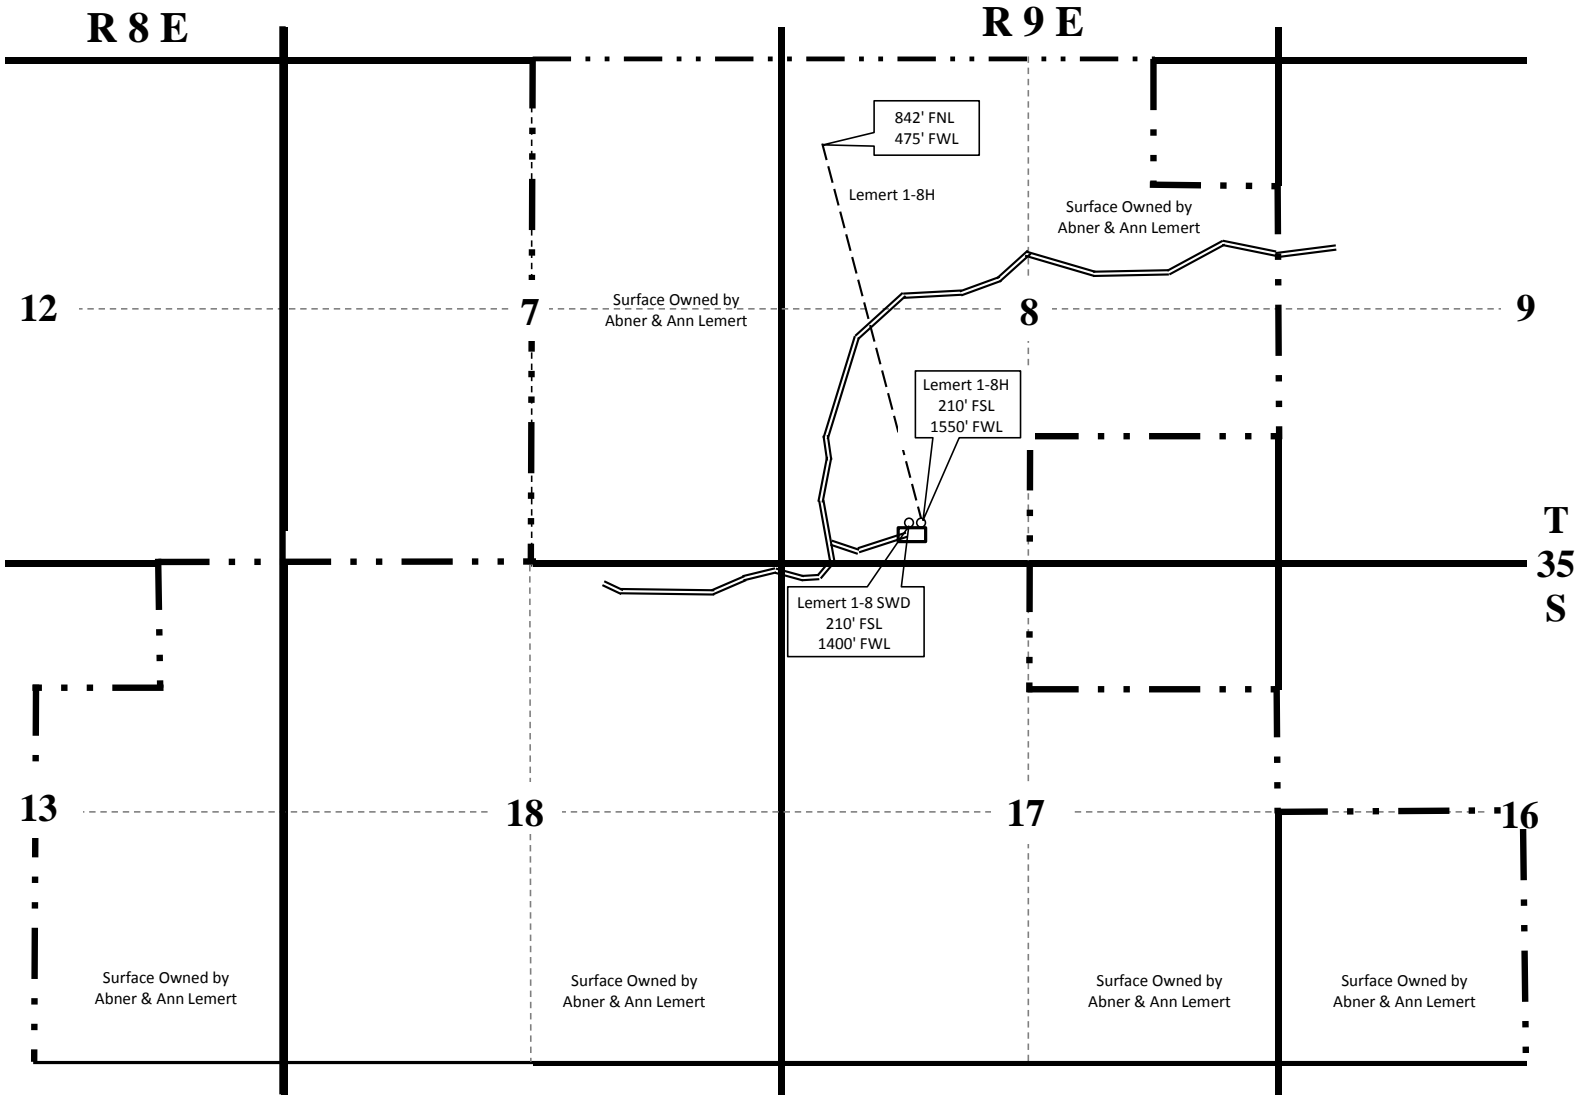 R 8 E
R 9 E
842' FNL
475' FWL
Lemert 1-8H
Surface Owned by
Abner & Ann Lemert
12
7
Surface Owned by
Abner & Ann Lemert
8
9
Lemert 1-8H
210' FSL
1550' FWL
T
35
S
Lemert 1-8 SWD
210' FSL
1400' FWL
13
18
17
16
Surface Owned by
Abner & Ann Lemert
Surface Owned by
Abner & Ann Lemert
Surface Owned by
Abner & Ann Lemert
Surface Owned by
Abner & Ann Lemert